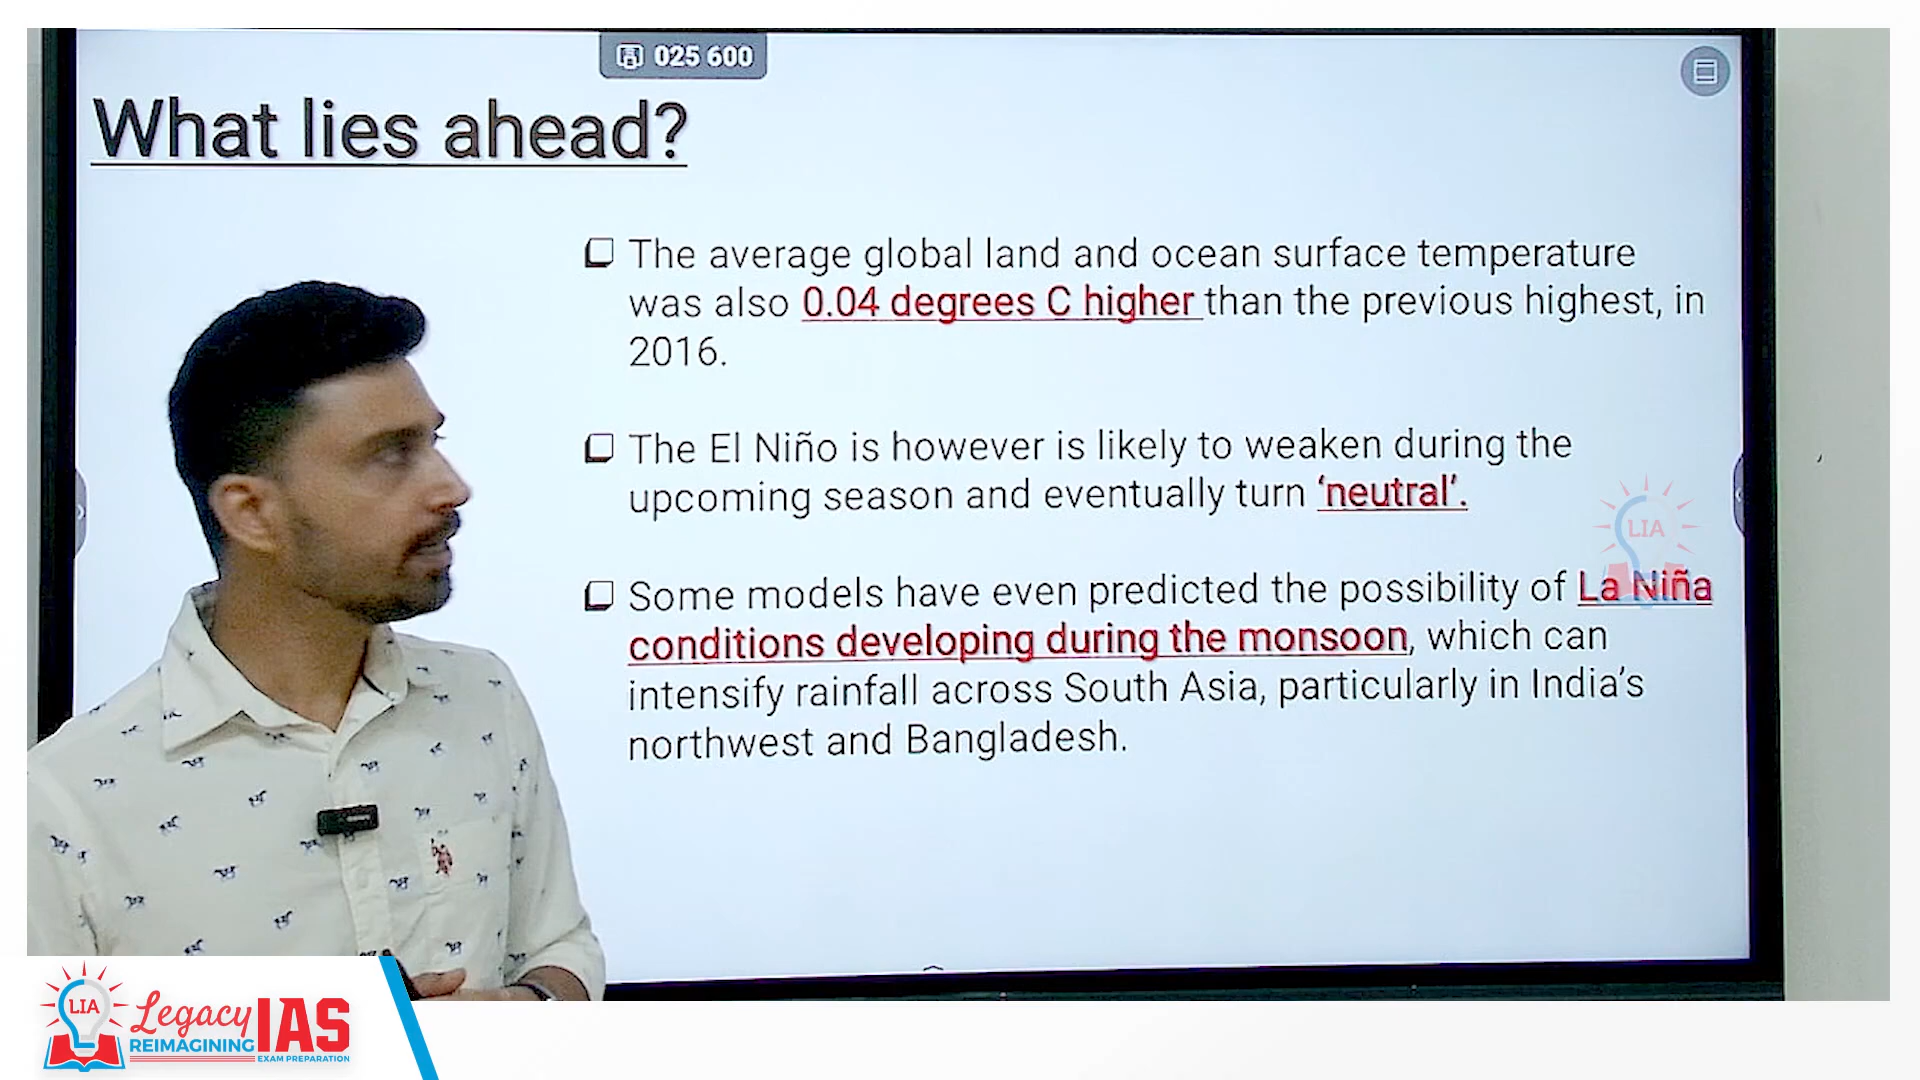 025 600
What lies ahead?
The average global land and ocean surface temperature
was also 0.04 degrees C higher than the previous highest, in
2016.
The El Niño is however is likely to weaken during the
upcoming season and eventually turn ‘neutral’.
Some models have even predicted the possibility of La Niña
conditions developing during the monsoon, which can
intensify rainfall across South Asia, particularly in India’s
northwest and Bangladesh.
LIA
LIA
Legacy IAS
REIMAGINING
EXAM PREPARATION